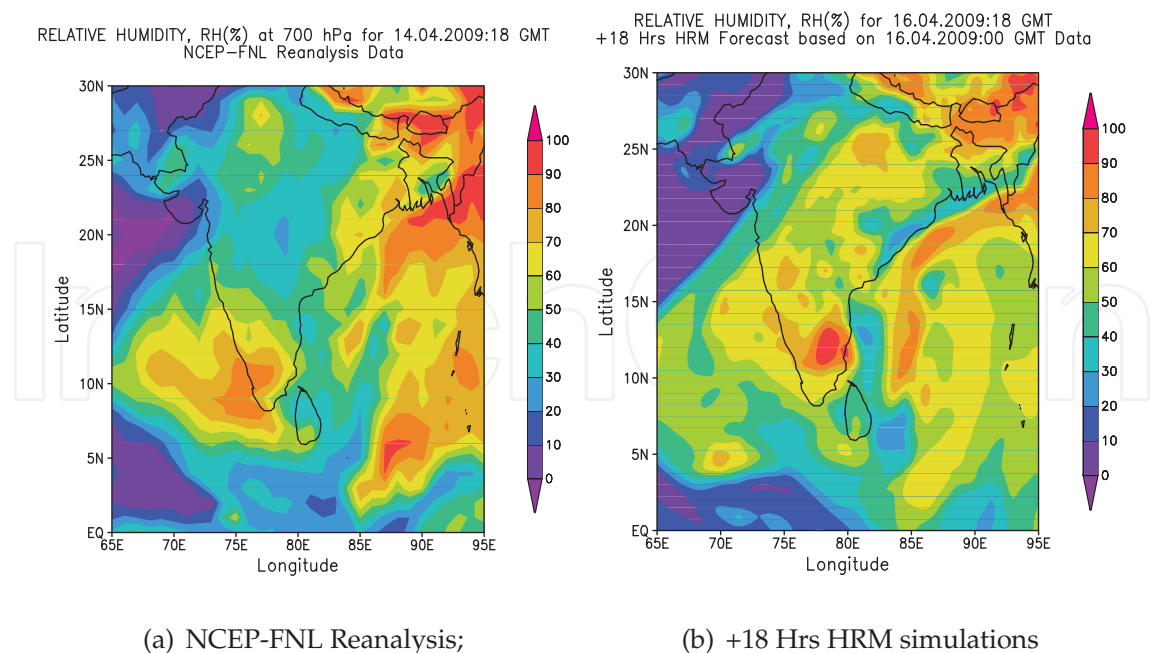 RELATIVE HUMIDITY, RH(%) at 700 hPa for 14.04.2009:18 GMT
NCEP-FNL Reanalysis Data
30N
25N
20N
15N
10N
5N
EQ
Latitude
65E 70E 75E 80E 85E 90E 95E
Longitude
100
90
80
70
60
50
40
30
20
10
0
(a) NCEP-FNL Reanalysis;
RELATIVE HUMIDITY, RH(%) for 16.04.2009:18 GMT
+18 Hrs HRM Forecast based on 16.04.2009:00 GMT Data
30N
25N
20N
15N
10N
5N
EQ
Latitude
65E 70E 75E 80E 85E 90E 95E
Longitude
100
90
80
70
60
50
40
30
20
10
0
(b) +18 Hrs HRM simulations